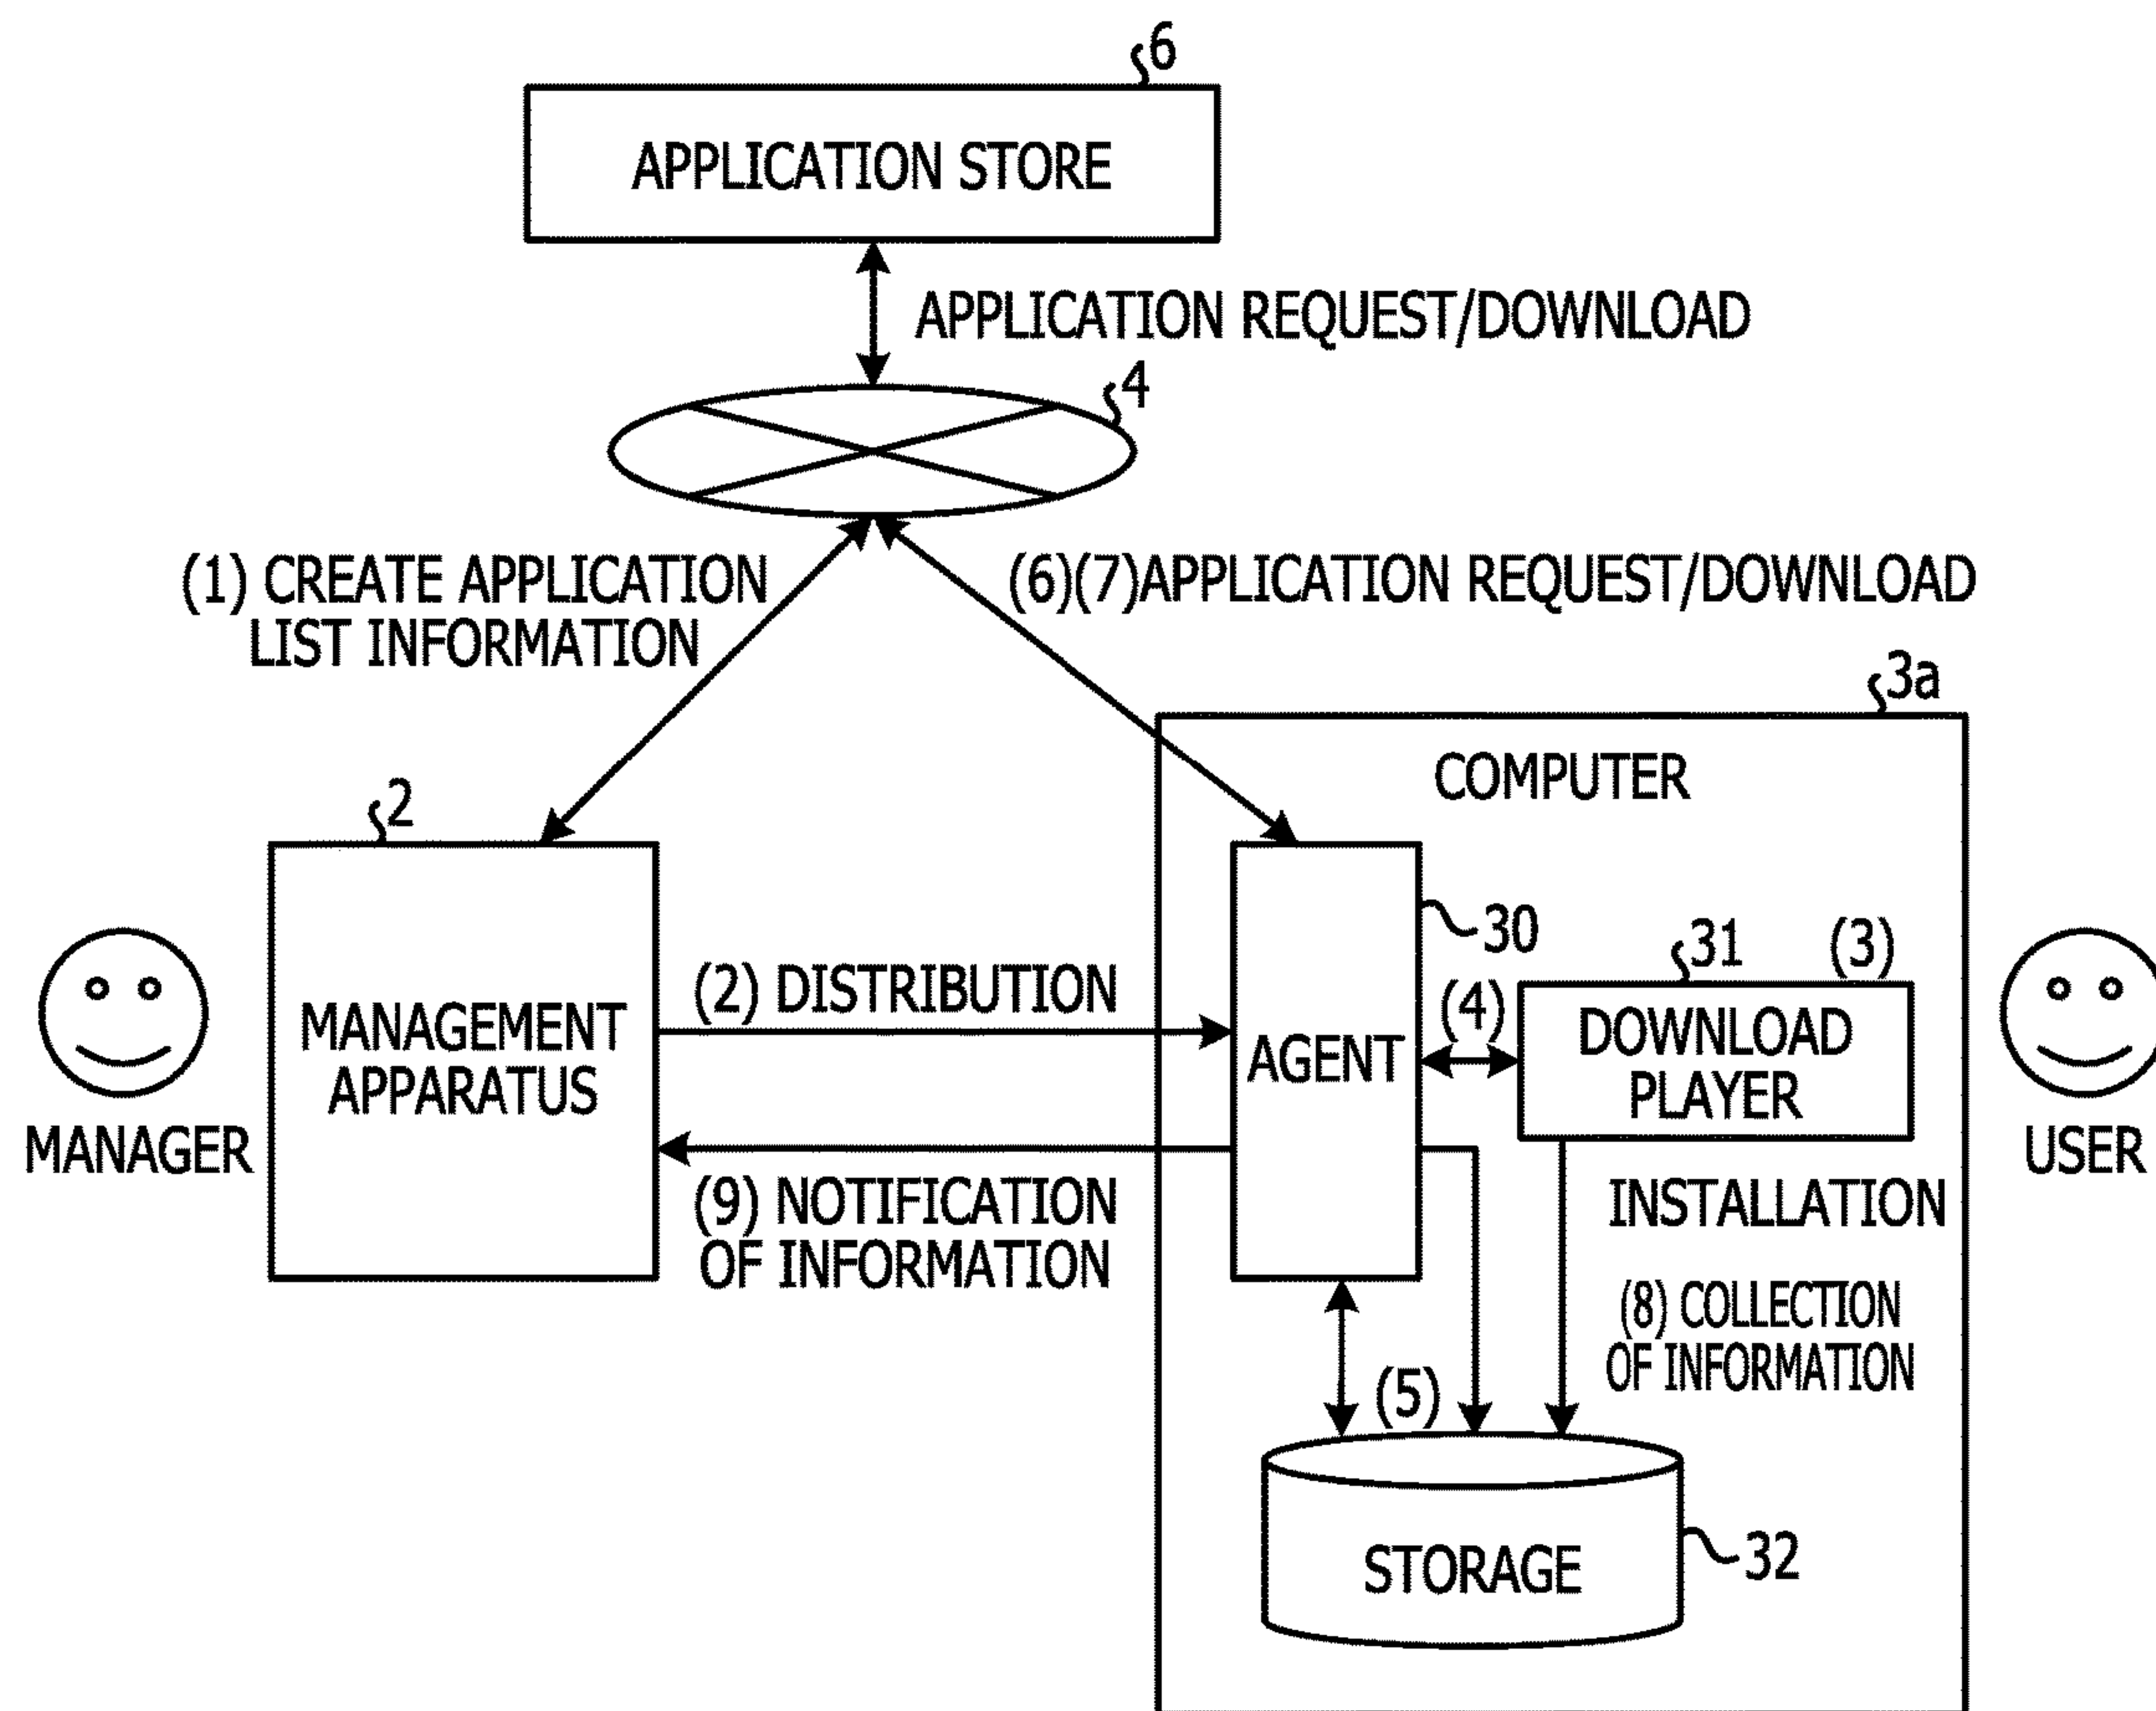 6
APPLICATION STORE
APPLICATION REQUEST/DOWNLOAD
4
(1) CREATE APPLICATION
LIST INFORMATION
(6)(7)APPLICATION REQUEST/DOWNLOAD
3a
COMPUTER
2
MANAGEMENT
APPARATUS
MANAGER
(2) DISTRIBUTION
(9) NOTIFICATION
OF INFORMATION
AGENT
30
(4)
31
(3)
DOWNLOAD
PLAYER
USER
INSTALLATION
(8) COLLECTION
OF INFORMATION
(5)
STORAGE
32